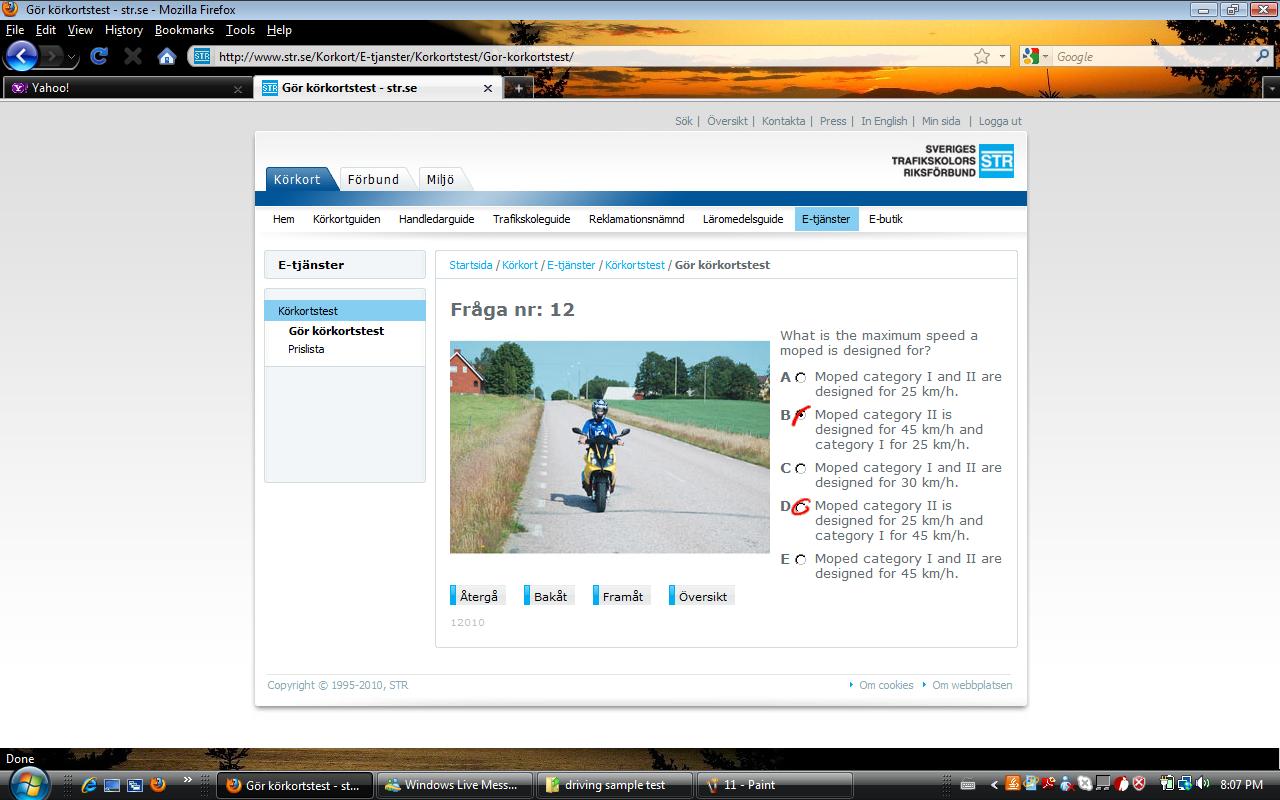 Gör körkortstest - str.se - Mozilla Firefox
File Edit View History Bookmarks Tools Help
STR http://www.str.se/Korkort/E-tjanster/Korkortstest/Gor-korkortstest/ Google
Yahoo! STR Gör körkortstest - str.se
Sök | Översikt | Kontakta | Press | In English | Min sida | Logga ut
SVERIGES
TRAFIKSKOLORS
RIKSFÖRBUND
STR
Körkort Förbund Miljö
Hem Körkortguiden Handledarguide Trafikskoleguide Reklamationsnämnd Läromedelsguide E-tjänster E-butik
E-tjänster
Körkortstest
Gör körkortstest
Prislista
Startsida / Körkort / E-tjänster / Körkortstest / Gör körkortstest
Fråga nr: 12
What is the maximum speed a
moped is designed for?
A Moped category I and II are
designed for 25 km/h.
B Moped category II is
designed for 45 km/h and
category I for 25 km/h.
C Moped category I and II are
designed for 30 km/h.
D Moped category II is
designed for 25 km/h and
category I for 45 km/h.
E Moped category I and II are
designed for 45 km/h.
Återgå Bakåt Framåt Översikt
12010
Copyright © 1995-2010, STR Om cookies Om webbplatsen
Done
Gör körkortstest - st... Windows Live Mess... driving sample test 11 - Paint 8:07 PM